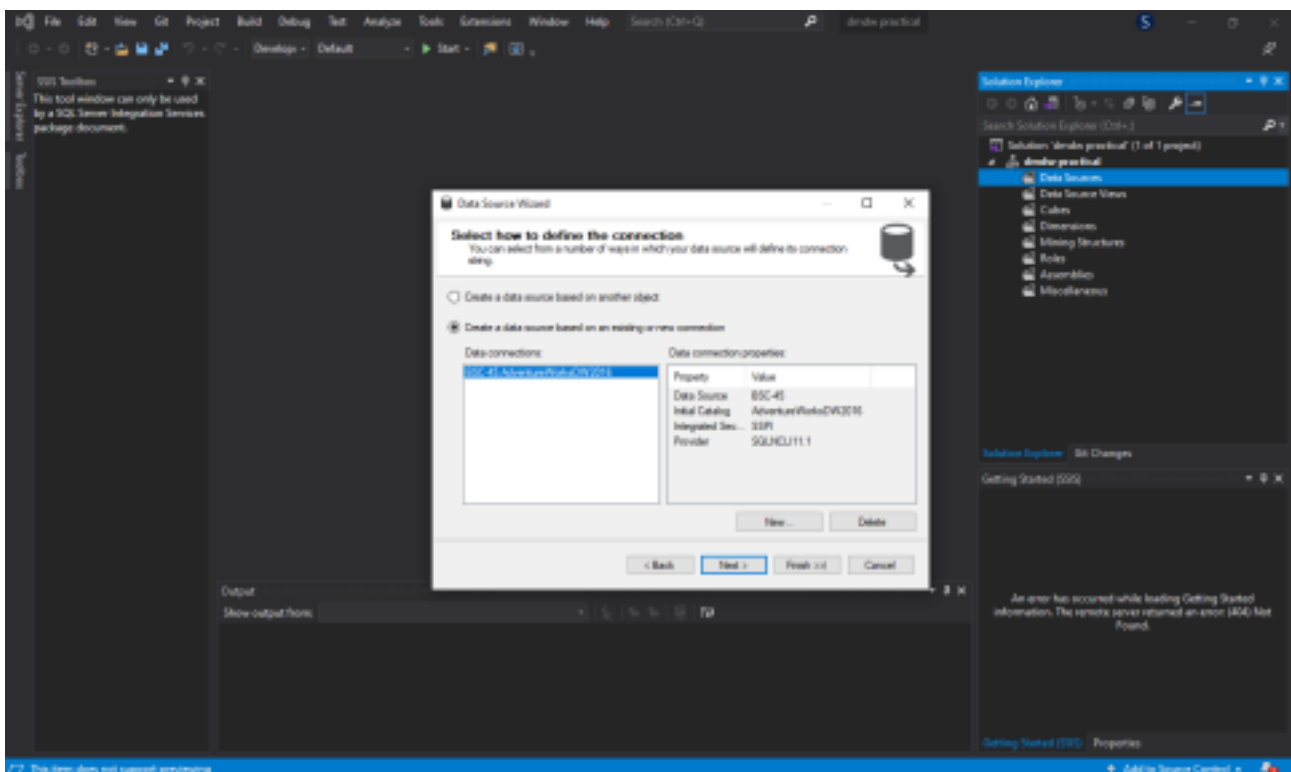 File Edit View Git Project Build Debug Test Analyze Tools Extensions Window Help Search (Ctrl+Q)
Develop Default Start
SSIS Toolbox
This tool window can only be used
by a SQL Server Integration Services
package document.
Server Explorer
Toolbox
Data Source Wizard
Select how to define the connection
You can select from a number of ways in which your data source will define its connection
string.
Create a data source based on another object
Create a data source based on an existing or new connection
Data connections:
BSC-45.AdventureWorksDW2016
Data connection properties:
Property Value
Data Source BSC-45
Initial Catalog AdventureWorksDW2016
Integrated Sec... SSPI
Provider SQLNCLI11.1
New... Delete
< Back Next > Finish >>| Cancel
Output
Show output from:
Solution Explorer
Search Solution Explorer (Ctrl+;)
(1 of 1 project)
Data Sources
Data Source Views
Cubes
Dimensions
Mining Structures
Roles
Assemblies
Miscellaneous
Solution Explorer Git Changes
Getting Started (SSIS)
An error has occurred while loading Getting Started
information. The remote server returned an error: (404) Not
Found.
Getting Started (SSIS) Properties
This item does not support previewing
Add to Source Control